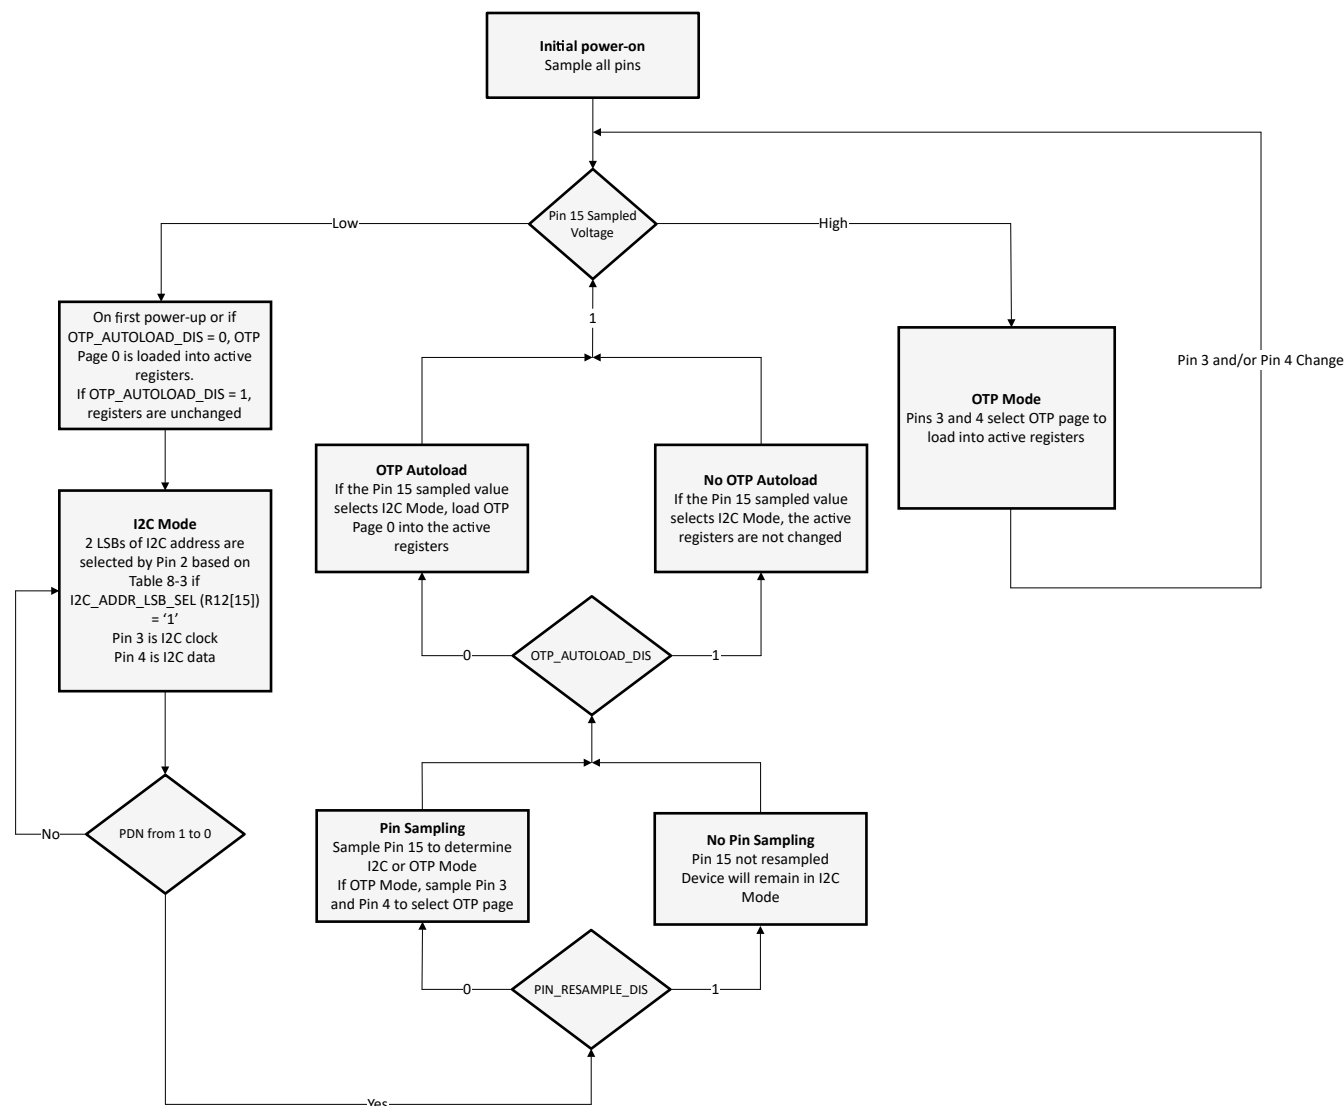 Initial power-on
Sample all pins
Pin 15 Sampled
Voltage
Low
High
On first power-up or if
OTP_AUTOLOAD_DIS = 0, OTP
Page 0 is loaded into active
registers.
If OTP_AUTOLOAD_DIS = 1,
registers are unchanged
1
Pin 3 and/or Pin 4 Change
OTP Mode
Pins 3 and 4 select OTP page to
load into active registers
OTP Autoload
If the Pin 15 sampled value
selects I2C Mode, load OTP
Page 0 into the active
registers
No OTP Autoload
If the Pin 15 sampled value
selects I2C Mode, the active
registers are not changed
I2C Mode
2 LSBs of I2C address are
selected by Pin 2 based on
Table 8-3 if
I2C_ADDR_LSB_SEL (R12[15])
= ‘1’
Pin 3 is I2C clock
Pin 4 is I2C data
0
OTP_AUTOLOAD_DIS
1
No
PDN from 1 to 0
Pin Sampling
Sample Pin 15 to determine
I2C or OTP Mode
If OTP Mode, sample Pin 3
and Pin 4 to select OTP page
No Pin Sampling
Pin 15 not resampled
Device will remain in I2C
Mode
0
PIN_RESAMPLE_DIS
1
Yes